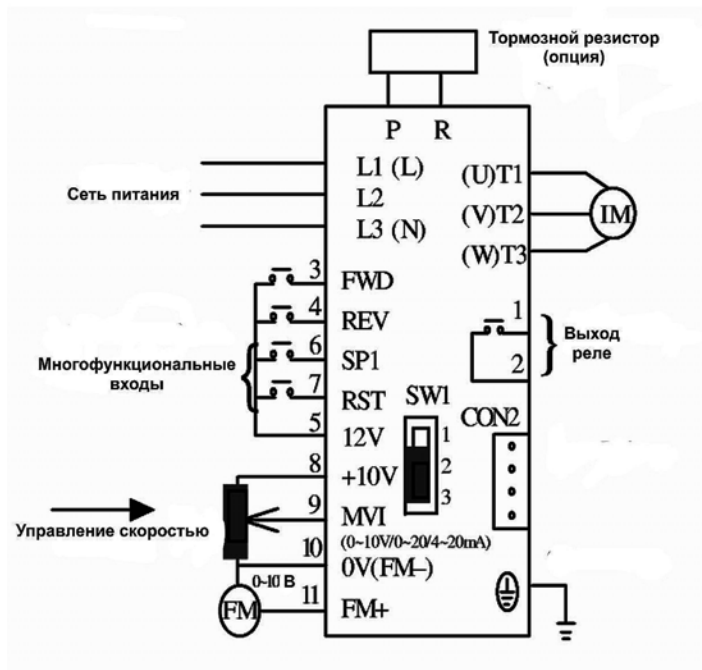 Тормозной резистор
(опция)
P R
L1 (L)
L2
L3 (N)
Сеть питания
(U)T1
(V)T2
(W)T3
IM
3 FWD
4 REV
6 SP1
7 RST
5 12V
Многофункциональные
входы
1
2
Выход
реле
SW1
1
2
3
CON2
8 +10V
9 MVI
(0~10V/0~20/4~20mA)
Управление скоростью
10 0V(FM−)
0~10 В
FM
11 FM+